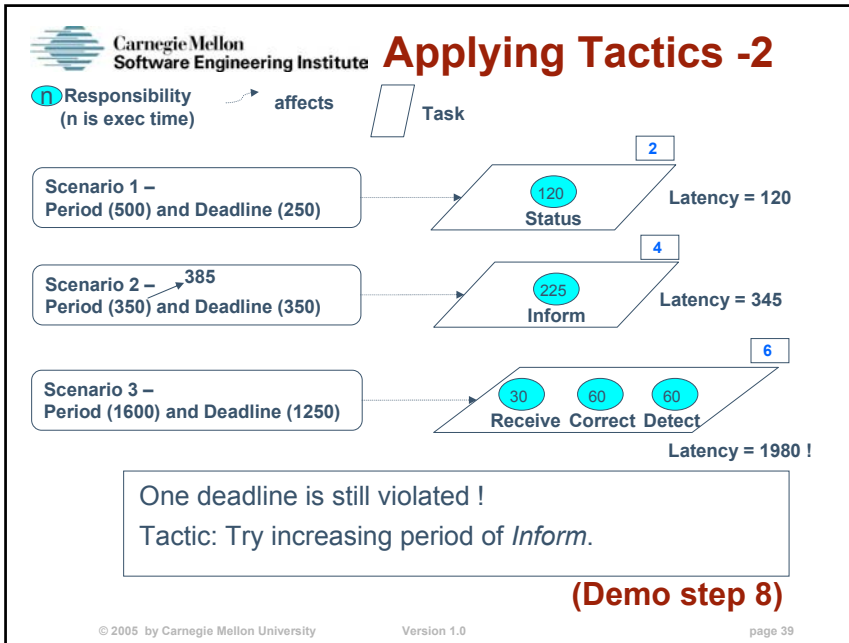 Carnegie Mellon
Software Engineering Institute
Applying Tactics -2
n Responsibility
(n is exec time)
affects
Task
2
Scenario 1 –
Period (500) and Deadline (250)
120
Status
Latency = 120
4
Scenario 2 – 385
Period (350) and Deadline (350)
225
Inform
Latency = 345
6
Scenario 3 –
Period (1600) and Deadline (1250)
30 60 60
Receive Correct Detect
Latency = 1980 !
One deadline is still violated !
Tactic: Try increasing period of Inform.
(Demo step 8)
© 2005 by Carnegie Mellon University Version 1.0 page 39